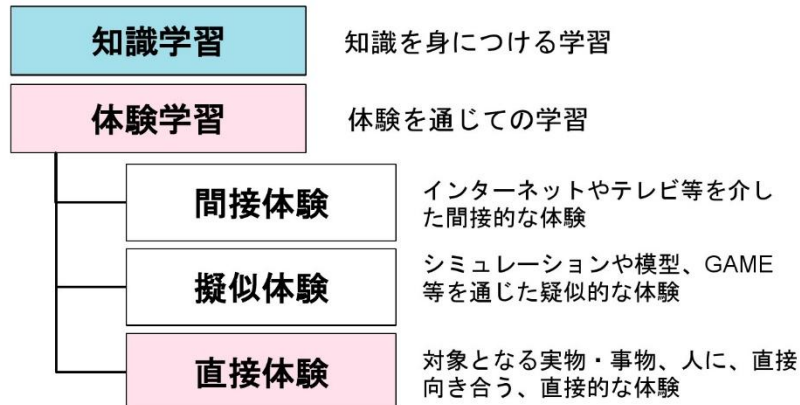 知識学習
知識を身につける学習
体験学習
体験を通じての学習
間接体験
インターネットやテレビ等を介し
た間接的な体験
擬似体験
シミュレーションや模型、GAME
等を通じた疑似的な体験
直接体験
対象となる実物・事物、人に、直接
向き合う、直接的な体験